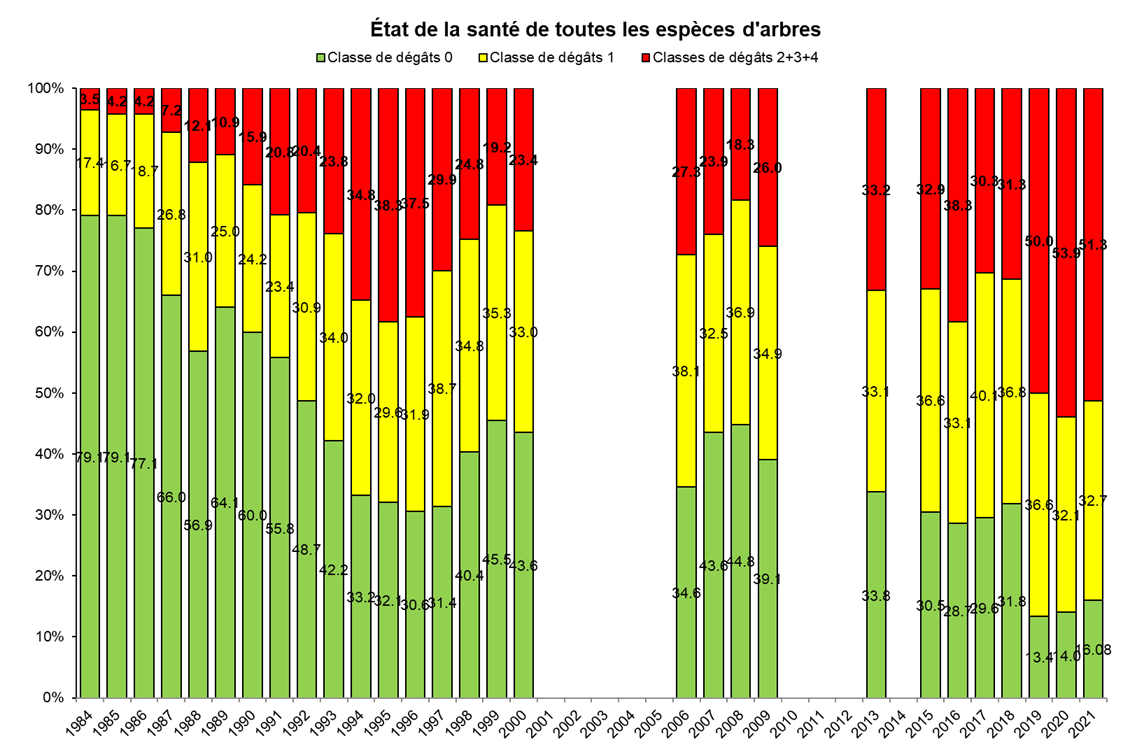 État de la santé de toutes les espèces d'arbres
Classe de dégâts 0 Classe de dégâts 1 Classes de dégâts 2+3+4
100%
90%
80%
70%
60%
50%
40%
30%
20%
10%
0%
3.5 4.2 4.2 7.2 12.1 10.9 15.9 20.8 20.4 23.8 34.8 38.3 37.5 29.9 24.8 19.2 23.4 27.3 23.9 18.3 26.0 33.2 32.9 38.3 30.3 31.3 50.0 53.9 51.3
17.4 16.7 18.7 26.8 31.0 25.0 24.2 23.4 30.9 34.0 32.0 29.6 31.9 38.7 34.8 35.3 33.0 38.1 32.5 36.9 34.9 33.1 36.6 33.1 40.1 36.8 36.6 32.1 32.7
79.1 79.1 77.1 66.0 56.9 64.1 60.0 55.8 48.7 42.2 33.2 32.1 30.6 31.4 40.4 45.5 43.6 34.6 43.6 44.8 39.1 33.8 30.5 28.7 29.6 31.8 13.4 14.0 16.08
1984 1985 1986 1987 1988 1989 1990 1991 1992 1993 1994 1995 1996 1997 1998 1999 2000 2001 2002 2003 2004 2005 2006 2007 2008 2009 2010 2011 2012 2013 2014 2015 2016 2017 2018 2019 2020 2021